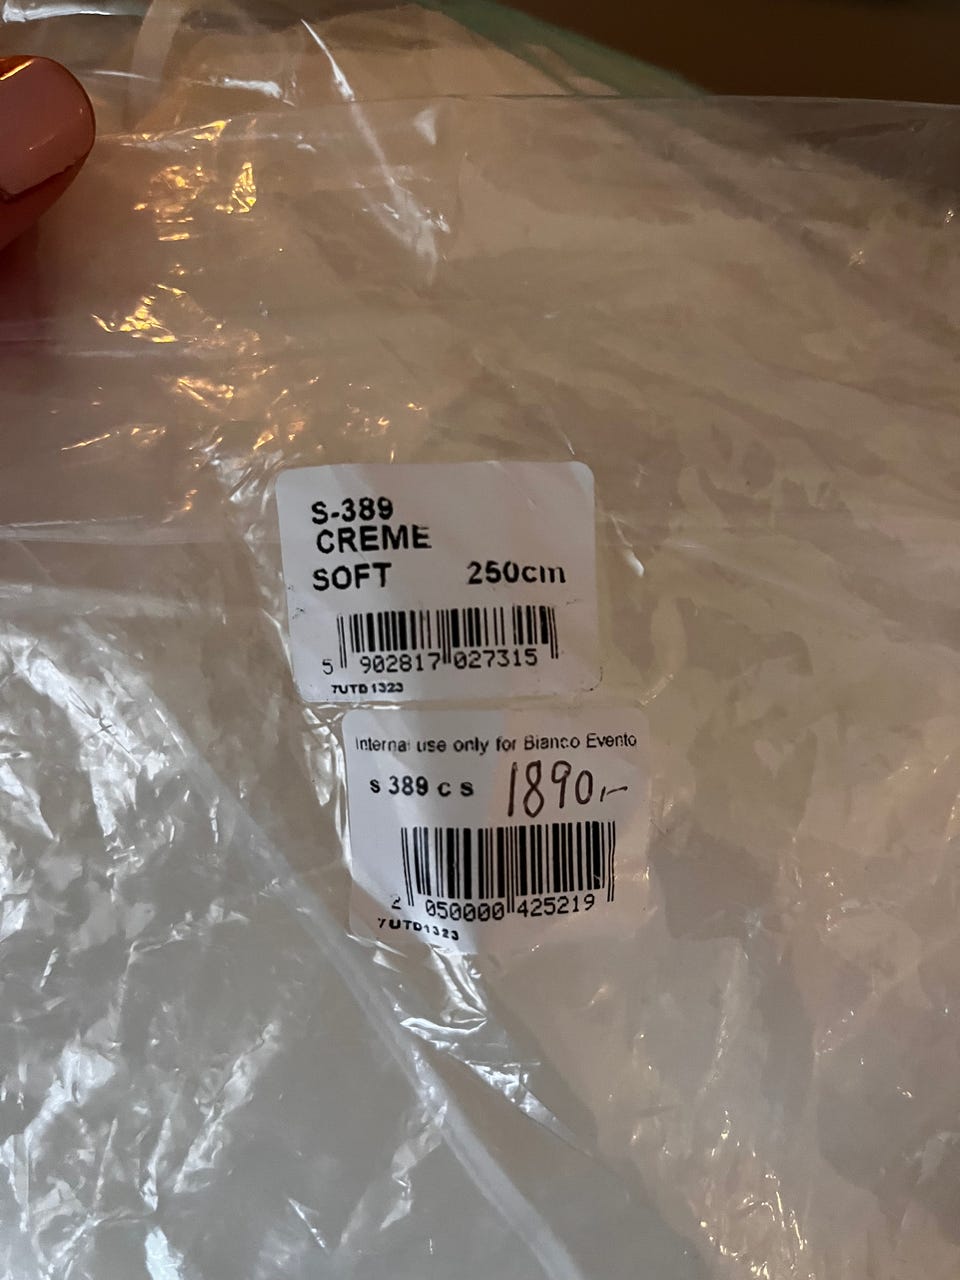 S-389
CREME
SOFT 250cm
5 902817 027315
7UTD1323
Internal use only for Bianco Evento
s 389 c s 1890,-
2 050000 425219
7UTD1323